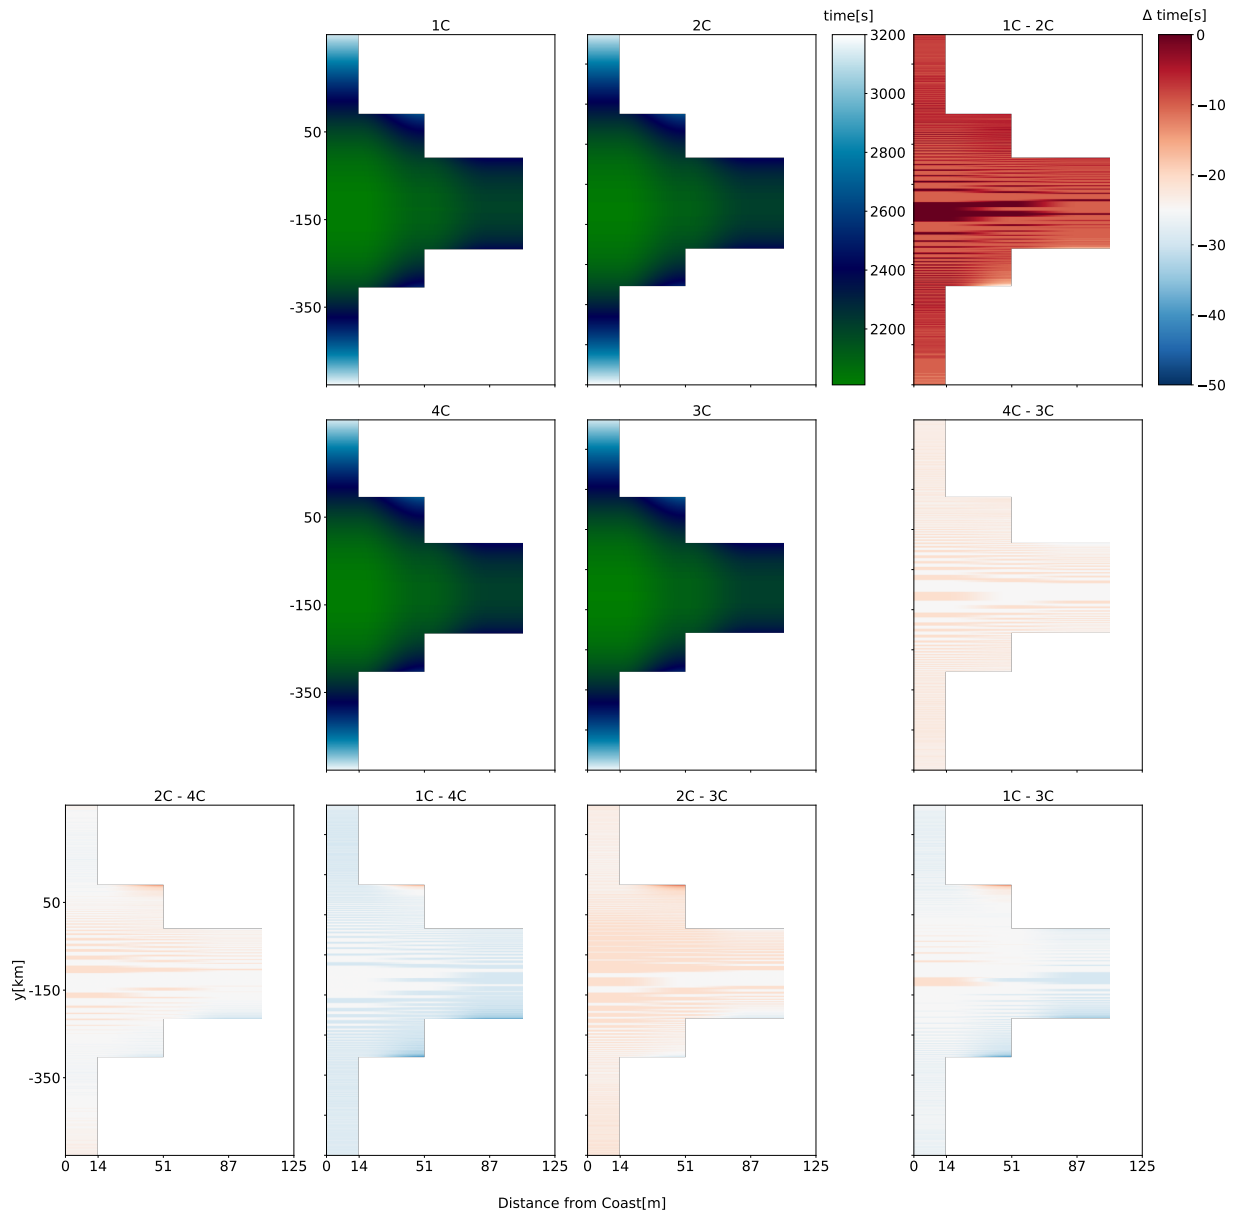 1C
2C
time[s]
1C - 2C
Δ time[s]
50
-150
-350
3200
3000
2800
2600
2400
2200
0
−10
−20
−30
−40
−50
4C
3C
4C - 3C
50
-150
-350
2C - 4C
1C - 4C
2C - 3C
1C - 3C
y[km]
50
-150
-350
0 14 51 87 125
0 14 51 87 125
0 14 51 87 125
0 14 51 87 125
Distance from Coast[m]